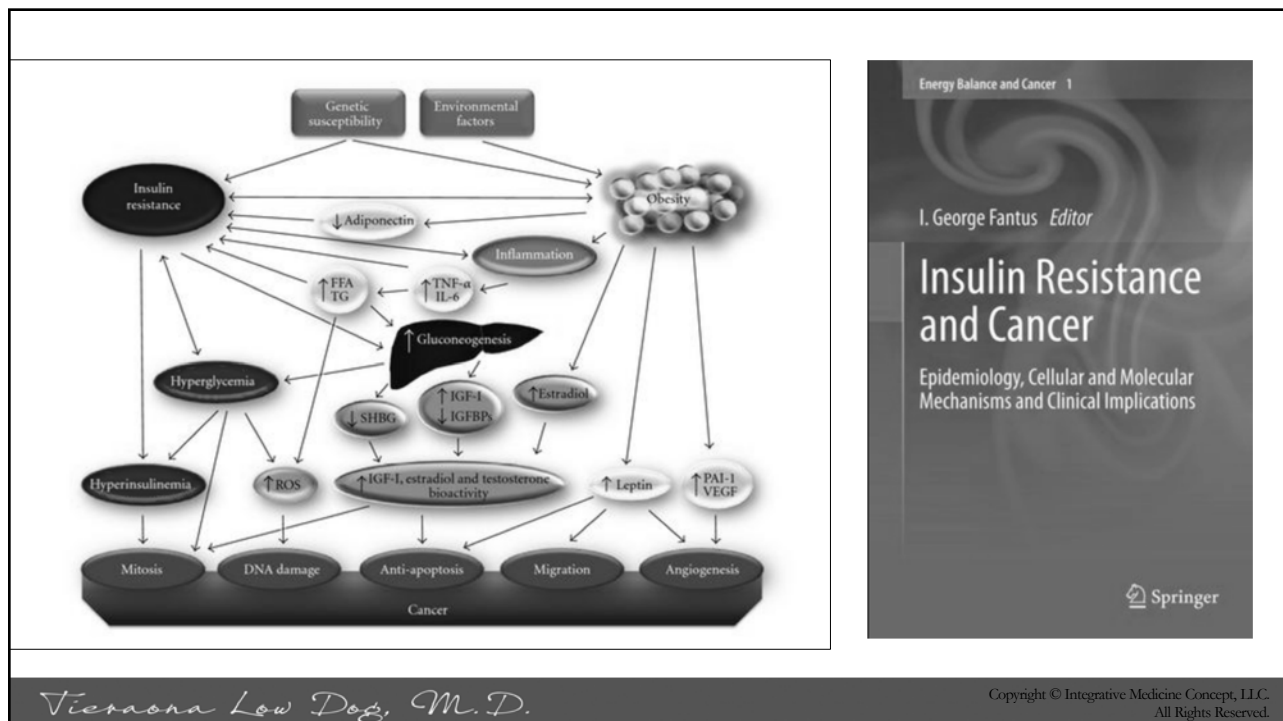 Genetic
susceptibility
Environmental
factors
Insulin
resistance
Obesity
↓ Adiponectin
Inflammation
↑ FFA
TG
↑ TNF-α
IL-6
↑ Gluconeogenesis
Hyperglycemia
↓ SHBG
↑ IGF-I
↓ IGFBPs
↑ Estradiol
Hyperinsulinemia
↑ ROS
↑ IGF-I, estradiol and testosterone
bioactivity
↑ Leptin
↑ PAI-1
VEGF
Mitosis
DNA damage
Anti-apoptosis
Migration
Angiogenesis
Cancer
Energy Balance and Cancer 1
I. George Fantus Editor
Insulin Resistance
and Cancer
Epidemiology, Cellular and Molecular
Mechanisms and Clinical Implications
Springer
Tieraona Low Dog, M.D.
Copyright © Integrative Medicine Concept, LLC.
All Rights Reserved.